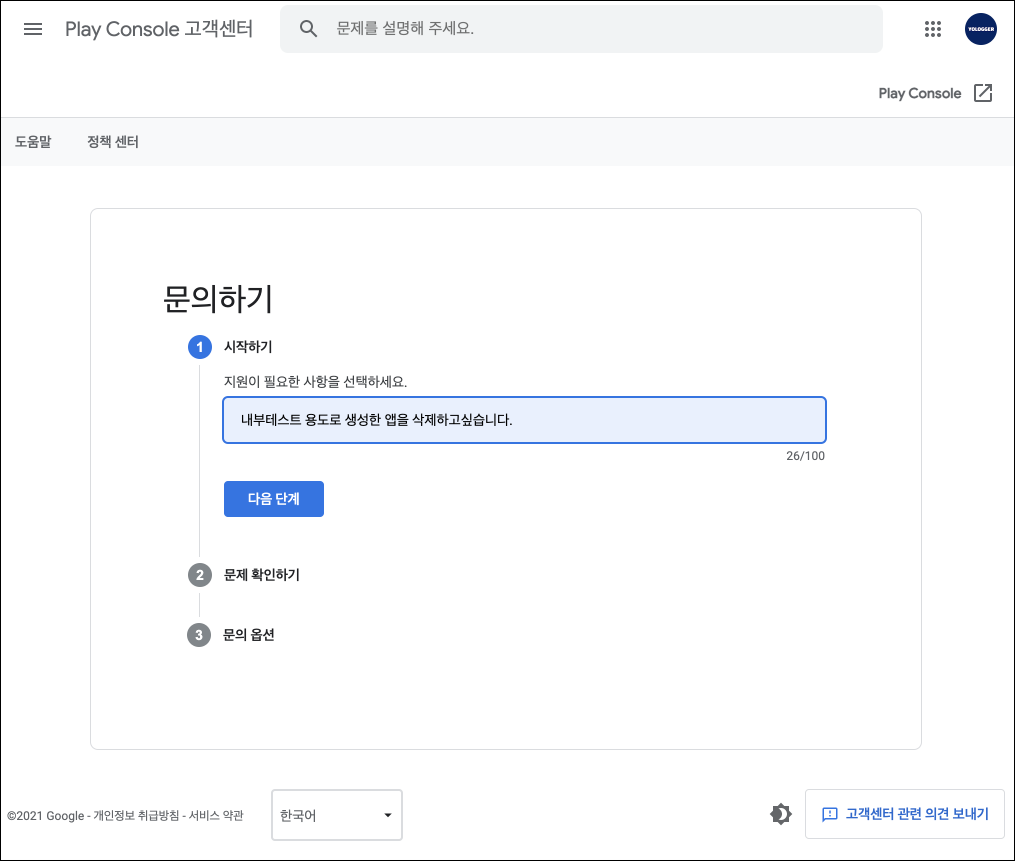 Play Console 고객센터
문제를 설명해 주세요.
YOLOGGER
Play Console
도움말
정책 센터
문의하기
1 시작하기
지원이 필요한 사항을 선택하세요.
내부테스트 용도로 생성한 앱을 삭제하고싶습니다.
26/100
다음 단계
2 문제 확인하기
3 문의 옵션
©2021 Google - 개인정보 취급방침 - 서비스 약관
한국어
고객센터 관련 의견 보내기